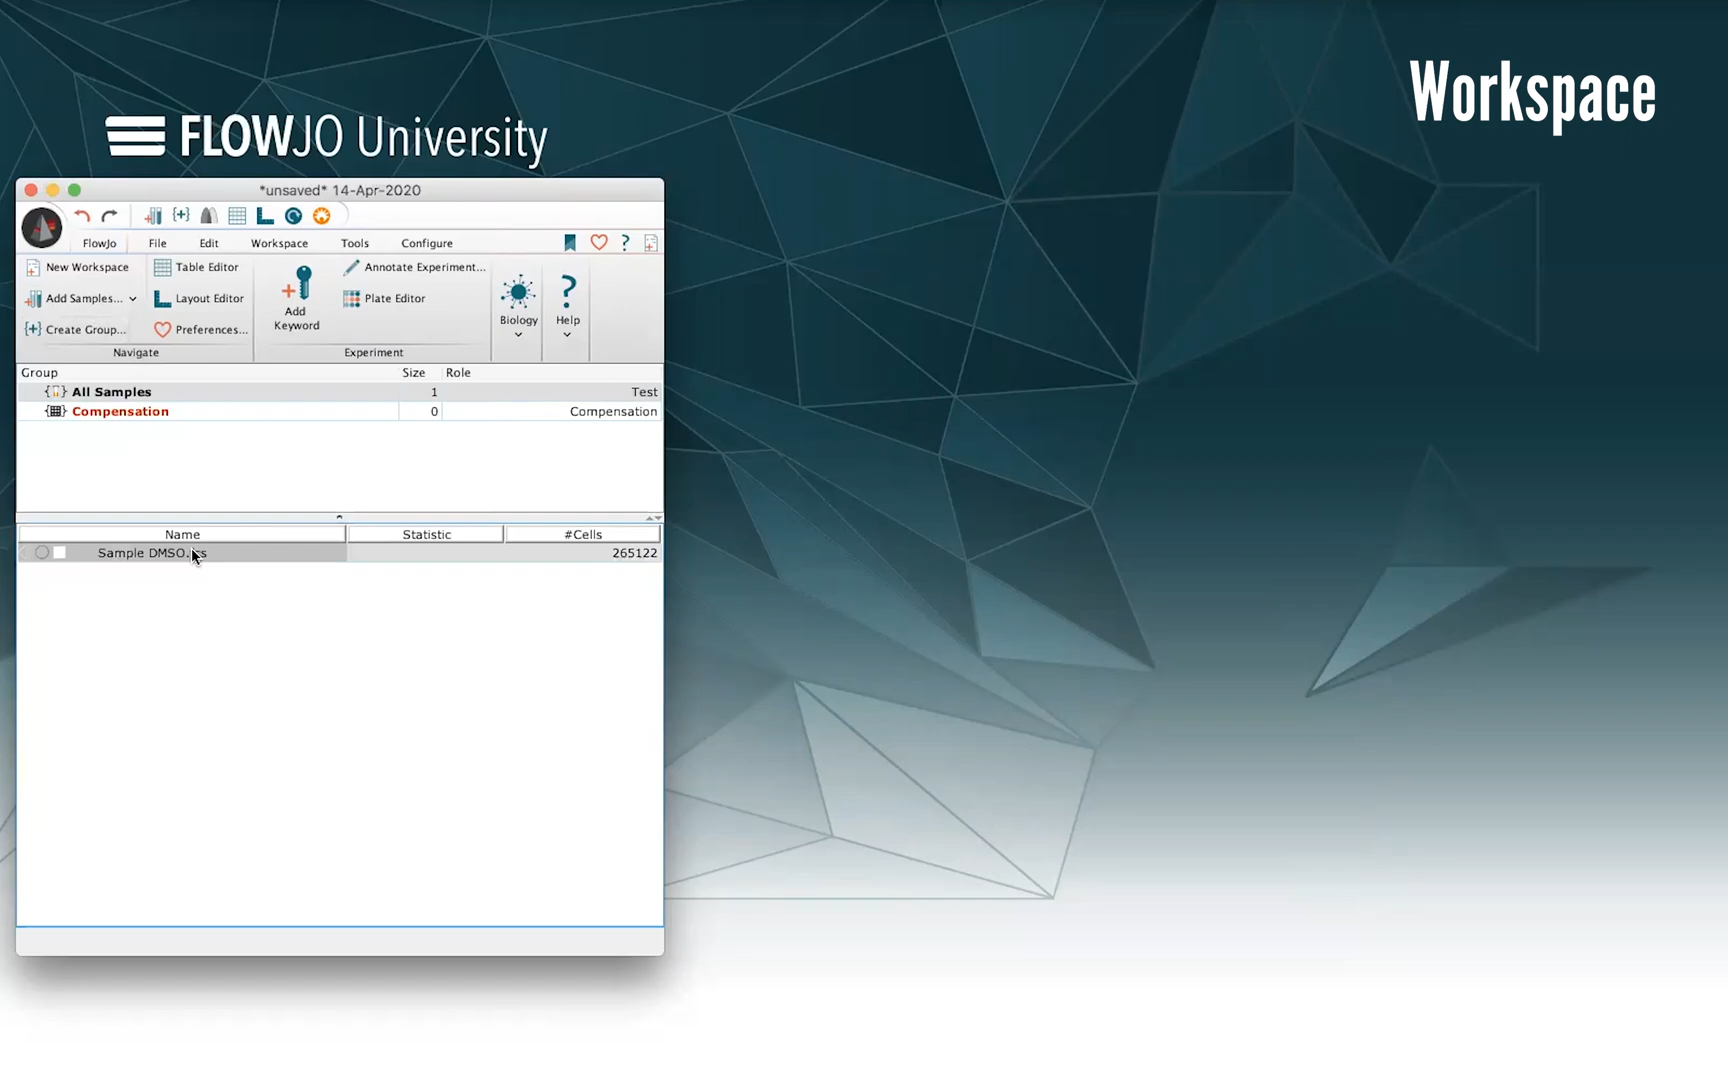 Workspace
FLOWJO University
*unsaved* 14-Apr-2020
FlowJo File Edit Workspace Tools Configure ?
New Workspace Table Editor Annotate Experiment...
Add Samples... Layout Editor Add Keyword Plate Editor Biology Help
Create Group... Preferences...
Navigate Experiment
Group Size Role
All Samples 1 Test
Compensation 0 Compensation
Name Statistic #Cells
Sample DMSO. 265122